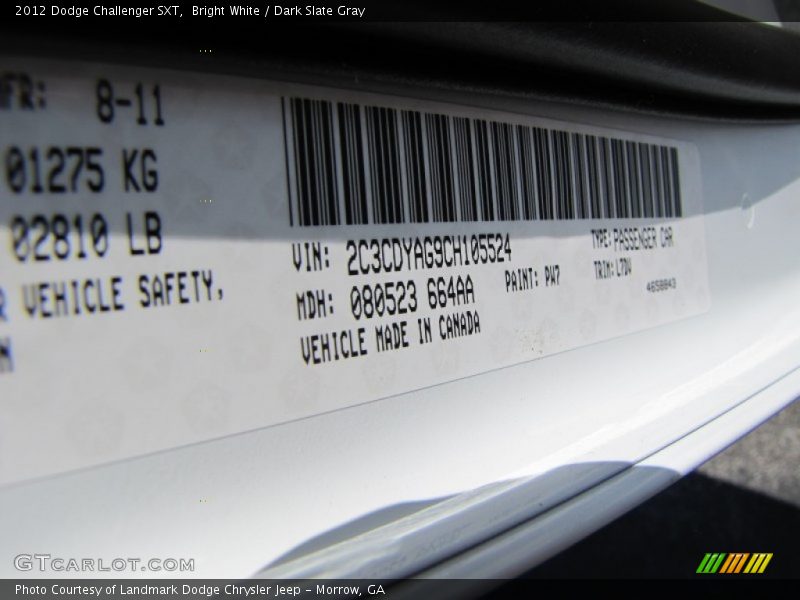 2012 Dodge Challenger SXT, Bright White / Dark Slate Gray
8-11
01275 KG
02810 LB
VEHICLE SAFETY,
VIN: 2C3CDYAG9CH105524
TYPE: PASSENGER CAR
MDH: 080523 664AA
PAINT: PW7
TRIM: L7DV
VEHICLE MADE IN CANADA
4658843
GTCARLOT.COM
Photo Courtesy of Landmark Dodge Chrysler Jeep - Morrow, GA